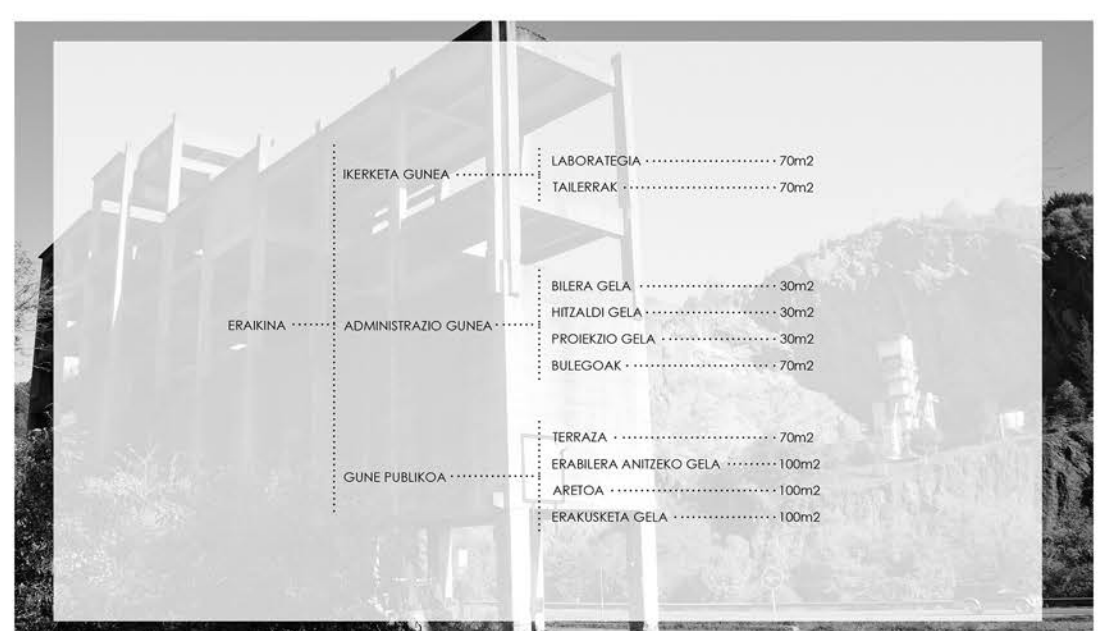 IKERKETA GUNEA
LABORATEGIA 70m2
TAILERRAK 70m2
ERAIKINA
ADMINISTRAZIO GUNEA
BILERA GELA 30m2
HITZALDI GELA 30m2
PROIEKZIO GELA 30m2
BULEGOAK 70m2
GUNE PUBLIKOA
TERRAZA 70m2
ERABILERA ANITZEKO GELA 100m2
ARETOA 100m2
ERAKUSKETA GELA 100m2